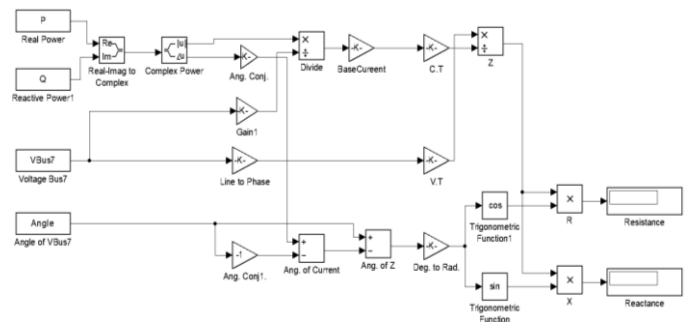 P
Real Power
Re
Im
Real-Imag to
Complex
|u|
∠u
Complex Power
-K-
Ang. Conj.
×
÷
Divide
-K-
BaseCureent
-K-
C.T
×
÷
Z
Q
Reactive Power1
-K-
Gain1
VBus7
Voltage Bus7
-K-
Line to Phase
-K-
V.T
Angle
Angle of VBus7
-1
Ang. Conj1.
+
−
Ang. of Current
+
−
Ang. of Z
-K-
Deg. to Rad.
cos
Trigonometric
Function1
×
R
Resistance
sin
Trigonometric
Function
×
X
Reactance